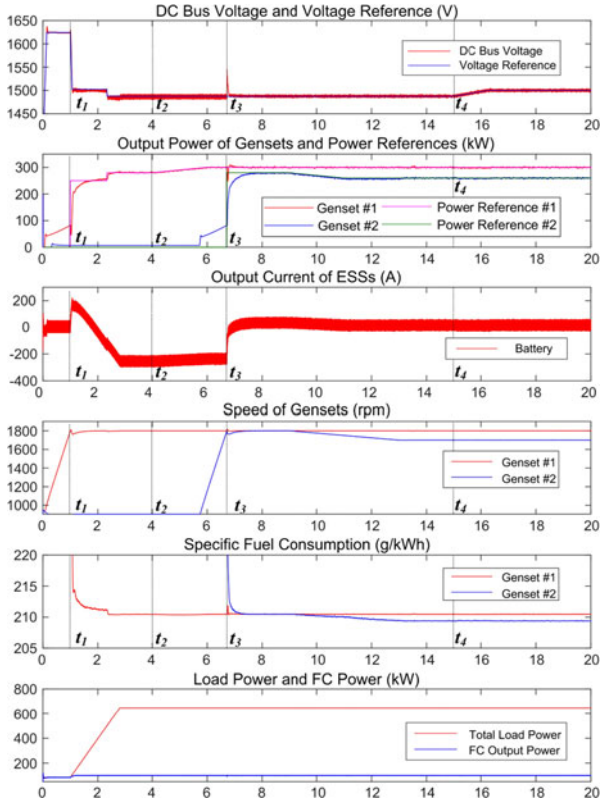 DC Bus Voltage and Voltage Reference (V)
1650
1600
1550
1500
1450
DC Bus Voltage
Voltage Reference
t1 t2 t3 t4
0 2 4 6 8 10 12 14 16 18 20
Output Power of Gensets and Power References (kW)
300
200
100
0
Genset #1 Power Reference #1
Genset #2 Power Reference #2
t1 t2 t3 t4
0 2 4 6 8 10 12 14 16 18 20
Output Current of ESSs (A)
200
0
-200
-400
Battery
t1 t2 t3 t4
0 2 4 6 8 10 12 14 16 18 20
Speed of Gensets (rpm)
1800
1600
1400
1200
1000
Genset #1
Genset #2
t1 t2 t3 t4
0 2 4 6 8 10 12 14 16 18 20
Specific Fuel Consumption (g/kWh)
220
215
210
205
Genset #1
Genset #2
t1 t2 t3 t4
0 2 4 6 8 10 12 14 16 18 20
Load Power and FC Power (kW)
800
600
400
200
Total Load Power
FC Output Power
0 2 4 6 8 10 12 14 16 18 20